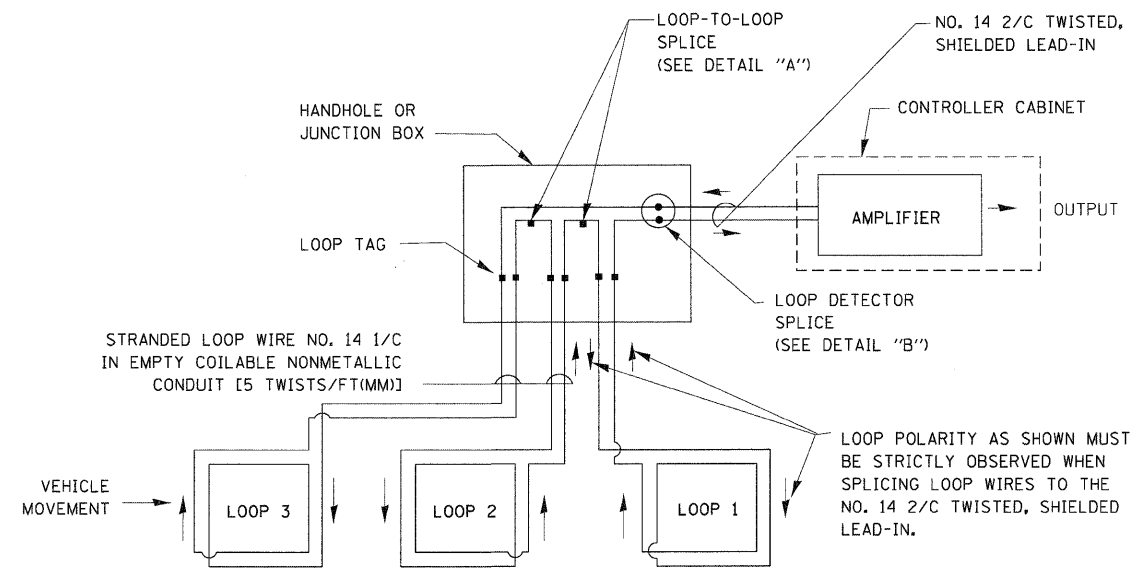 LOOP-TO-LOOP
SPLICE
(SEE DETAIL "A")
NO. 14 2/C TWISTED,
SHIELDED LEAD-IN
HANDHOLE OR
JUNCTION BOX
CONTROLLER CABINET
AMPLIFIER
OUTPUT
LOOP TAG
LOOP DETECTOR
SPLICE
(SEE DETAIL "B")
STRANDED LOOP WIRE NO. 14 1/C
IN EMPTY COILABLE NONMETALLIC
CONDUIT [5 TWISTS/FT(MM)]
LOOP POLARITY AS SHOWN MUST
BE STRICTLY OBSERVED WHEN
SPLICING LOOP WIRES TO THE
NO. 14 2/C TWISTED, SHIELDED
LEAD-IN.
VEHICLE
MOVEMENT
LOOP 3
LOOP 2
LOOP 1